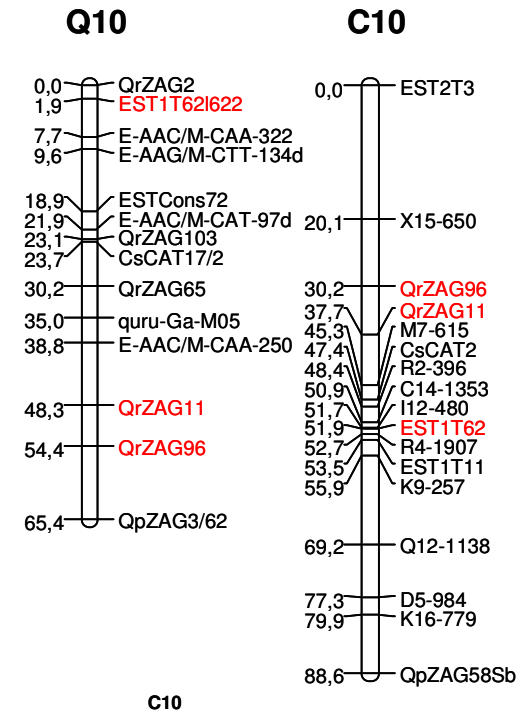 Q10
0,0 QrZAG2
1,9 EST1T62I622
7,7 E-AAC/M-CAA-322
9,6 E-AAG/M-CTT-134d
18,9 ESTCons72
21,9 E-AAC/M-CAT-97d
23,1 QrZAG103
23,7 CsCAT17/2
30,2 QrZAG65
35,0 quru-Ga-M05
38,8 E-AAC/M-CAA-250
48,3 QrZAG11
54,4 QrZAG96
65,4 QpZAG3/62
C10
0,0 EST2T3
20,1 X15-650
30,2 QrZAG96
37,7 QrZAG11
45,3 M7-615
47,4 CsCAT2
48,4 R2-396
50,9 C14-1353
51,7 I12-480
51,9 EST1T62
52,7 R4-1907
53,5 EST1T11
55,9 K9-257
69,2 Q12-1138
77,3 D5-984
79,9 K16-779
88,6 QpZAG58Sb
C10